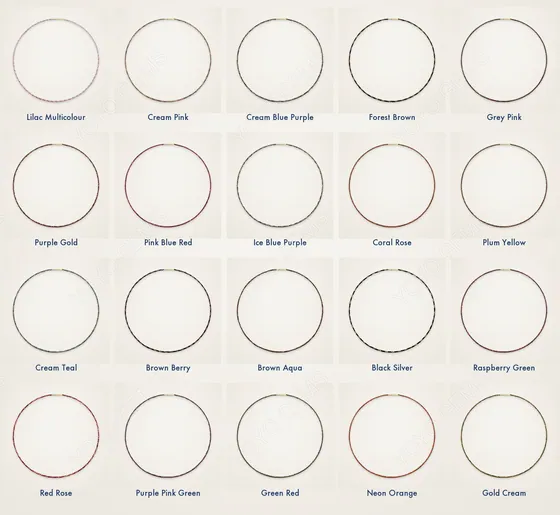 Lilac Multicolour
Cream Pink
Cream Blue Purple
Forest Brown
Grey Pink
Purple Gold
Pink Blue Red
Ice Blue Purple
Coral Rose
Plum Yellow
Cream Teal
Brown Berry
Brown Aqua
Black Silver
Raspberry Green
Red Rose
Purple Pink Green
Green Red
Neon Orange
Gold Cream